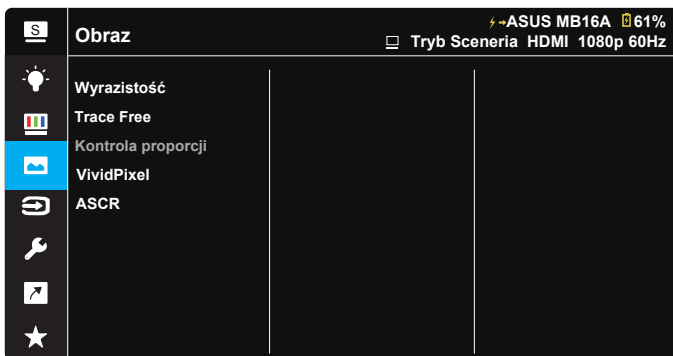 S
Obraz
ASUS MB16A 61%
Tryb Sceneria HDMI 1080p 60Hz
Wyrazistość
Trace Free
Kontrola proporcji
VividPixel
ASCR